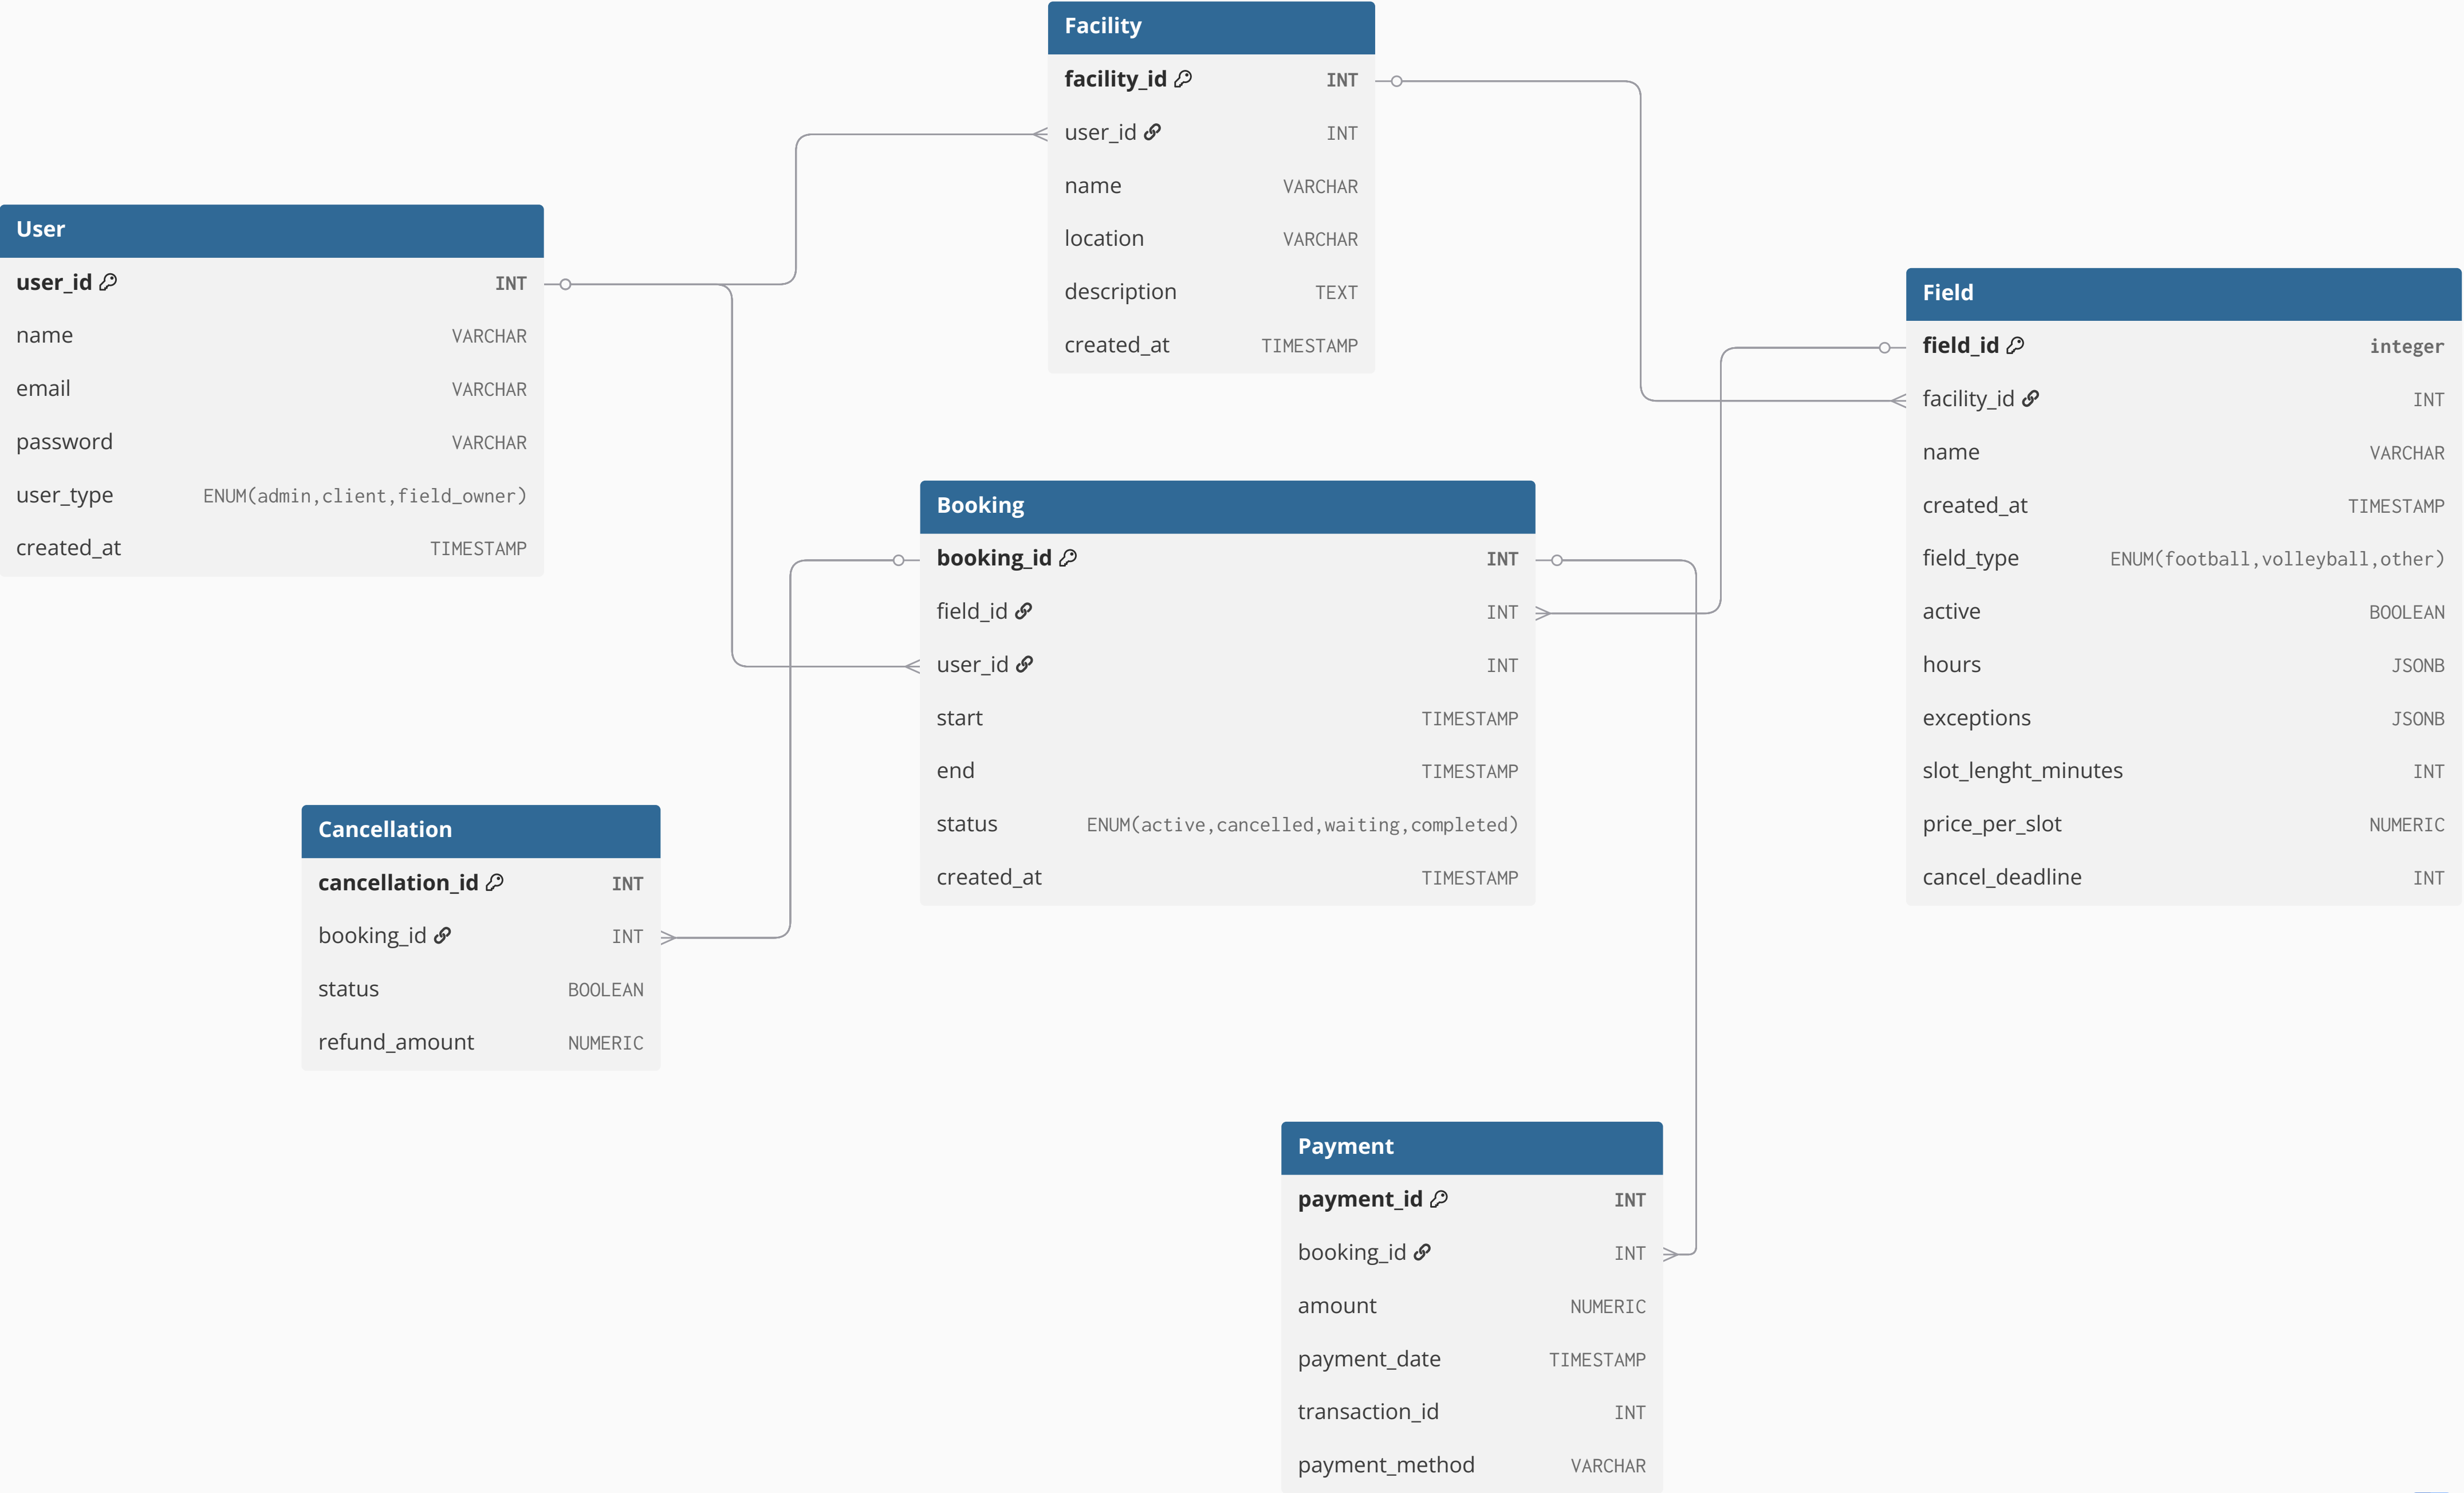 Facility
facility_id INT
user_id INT
name VARCHAR
location VARCHAR
description TEXT
created_at TIMESTAMP
User
user_id INT
name VARCHAR
email VARCHAR
password VARCHAR
user_type ENUM(admin,client,field_owner)
created_at TIMESTAMP
Field
field_id integer
facility_id INT
name VARCHAR
created_at TIMESTAMP
field_type ENUM(football,volleyball,other)
active BOOLEAN
hours JSONB
exceptions JSONB
slot_lenght_minutes INT
price_per_slot NUMERIC
cancel_deadline INT
Booking
booking_id INT
field_id INT
user_id INT
start TIMESTAMP
end TIMESTAMP
status ENUM(active,cancelled,waiting,completed)
created_at TIMESTAMP
Cancellation
cancellation_id INT
booking_id INT
status BOOLEAN
refund_amount NUMERIC
Payment
payment_id INT
booking_id INT
amount NUMERIC
payment_date TIMESTAMP
transaction_id INT
payment_method VARCHAR